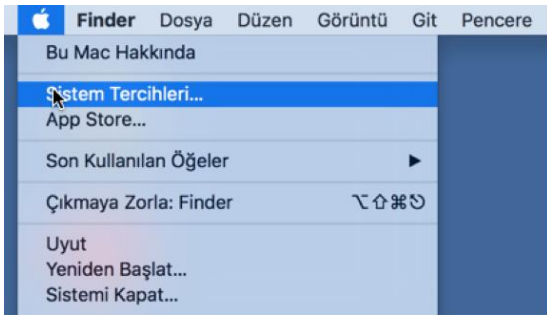 Finder Dosya Düzen Görüntü Git Pencere
Bu Mac Hakkında
Sistem Tercihleri...
App Store...
Son Kullanılan Öğeler
Çıkmaya Zorla: Finder ⌥⇧⌘⎋
Uyut
Yeniden Başlat...
Sistemi Kapat...